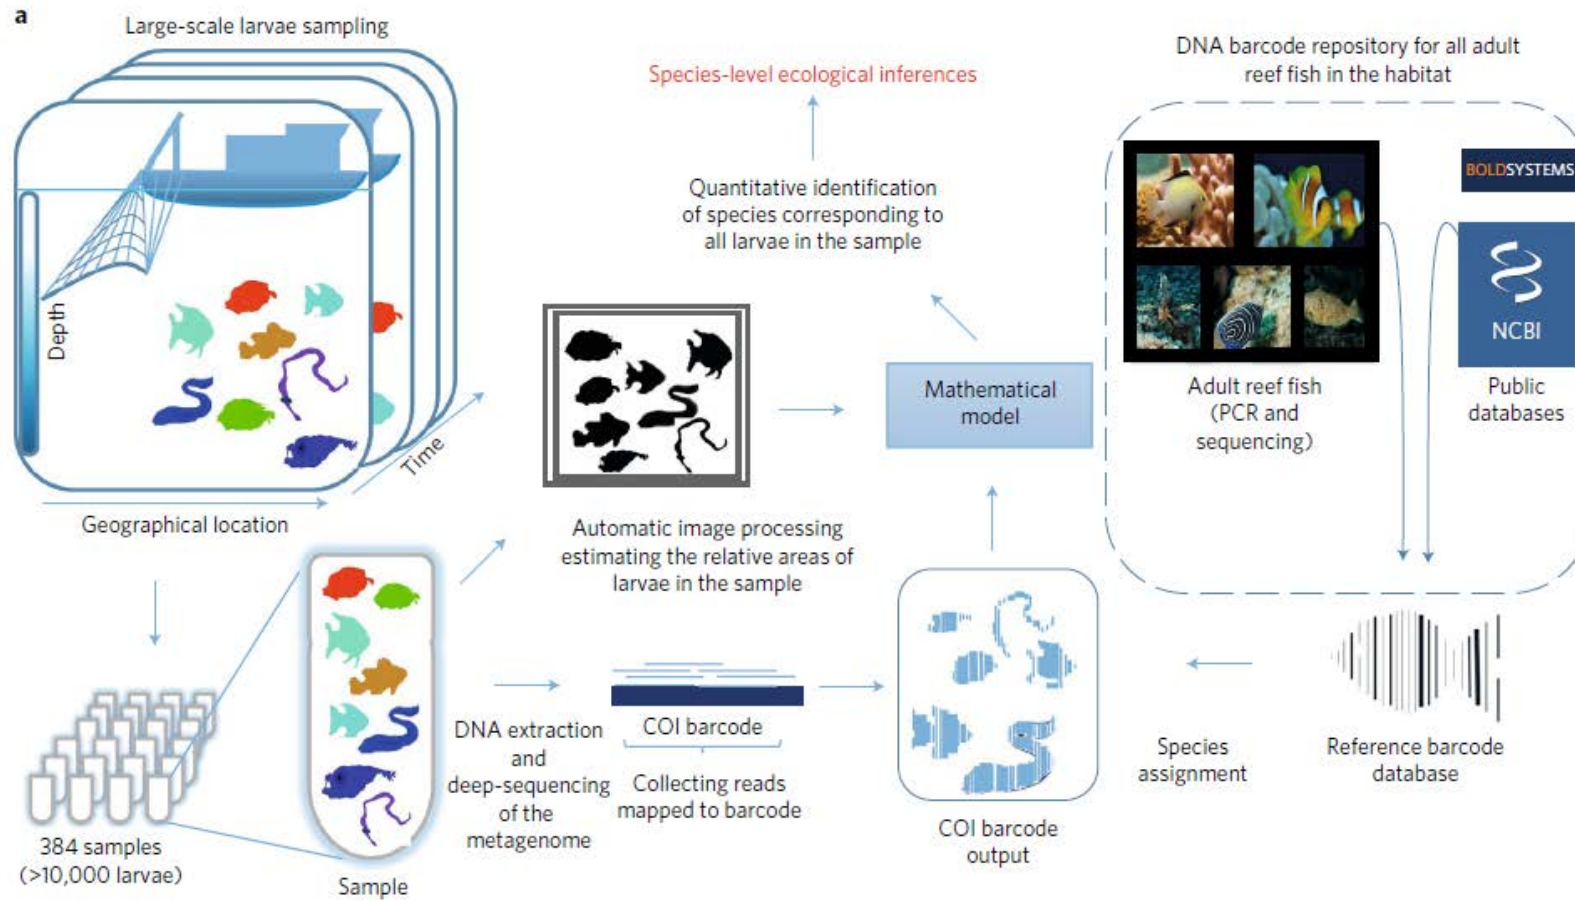 a
Large-scale larvae sampling
Depth
Time
Geographical location
384 samples
(>10,000 larvae)
Sample
Species-level ecological inferences
Quantitative identification
of species corresponding to
all larvae in the sample
Automatic image processing
estimating the relative areas of
larvae in the sample
Mathematical
model
DNA extraction
and
deep-sequencing
of the
metagenome
COI barcode
Collecting reads
mapped to barcode
COI barcode
output
DNA barcode repository for all adult
reef fish in the habitat
BOLDSYSTEMS
NCBI
Adult reef fish
(PCR and
sequencing)
Public
databases
Species
assignment
Reference barcode
database